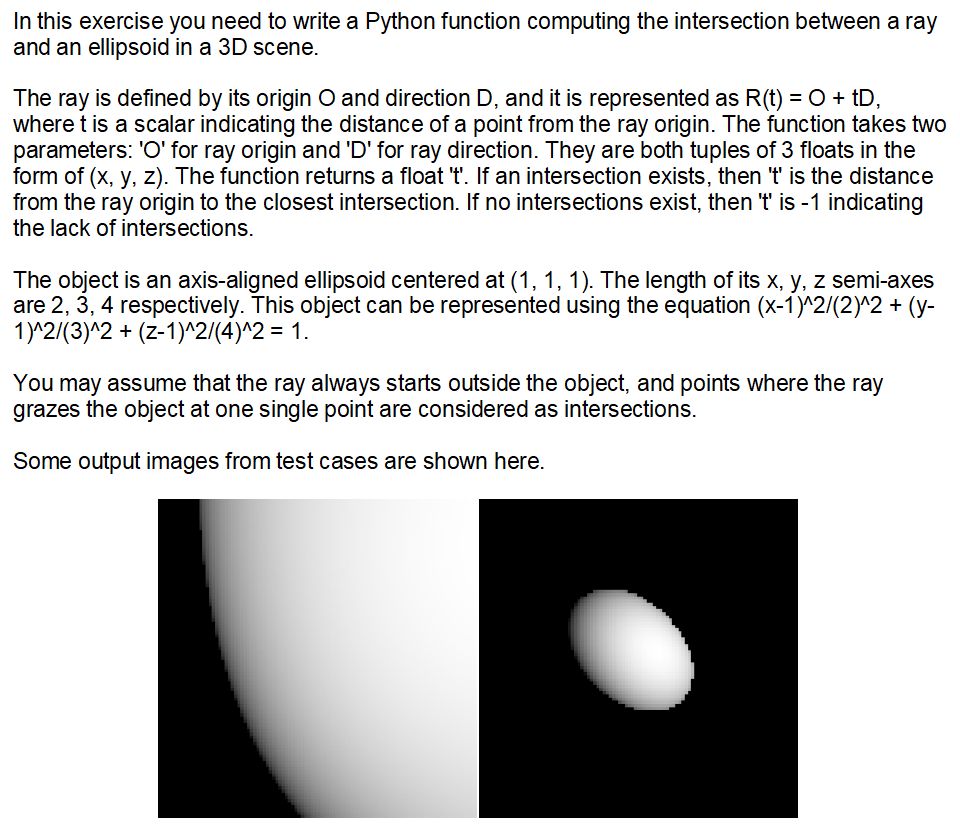 In this exercise you need to write a Python function computing the intersection between a ray
and an ellipsoid in a 3D scene.
The ray is defined by its origin O and direction D, and it is represented as R(t) = O + tD,
where t is a scalar indicating the distance of a point from the ray origin. The function takes two
parameters: 'O' for ray origin and 'D' for ray direction. They are both tuples of 3 floats in the
form of (x, y, z). The function returns a float 't'. If an intersection exists, then 't' is the distance
from the ray origin to the closest intersection. If no intersections exist, then 't' is -1 indicating
the lack of intersections.
The object is an axis-aligned ellipsoid centered at (1, 1, 1). The length of its x, y, z semi-axes
are 2, 3, 4 respectively. This object can be represented using the equation (x-1)^2/(2)^2 + (y-
1)^2/(3)^2 + (z-1)^2/(4)^2 = 1.
You may assume that the ray always starts outside the object, and points where the ray
grazes the object at one single point are considered as intersections.
Some output images from test cases are shown here.